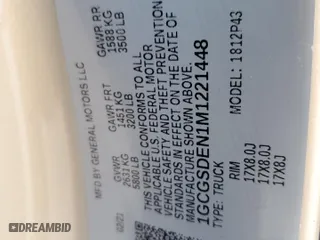 MFD BY GENERAL MOTORS LLC
GVWR GAWR FRT GAWR RR
2631 KG 1451 KG 1588 KG
5800 LB 3200 LB 3500 LB
THIS VEHICLE CONFORMS TO ALL
APPLICABLE U.S. FEDERAL MOTOR
VEHICLE SAFETY AND THEFT PREVENTION
STANDARDS IN EFFECT ON THE DATE OF
MANUFACTURE SHOWN ABOVE.
1GCGSDEN1M1221448
TYPE: TRUCK 1812P43
RIM
17X8.0J
17X8.0J
17X8J
DREAMBID